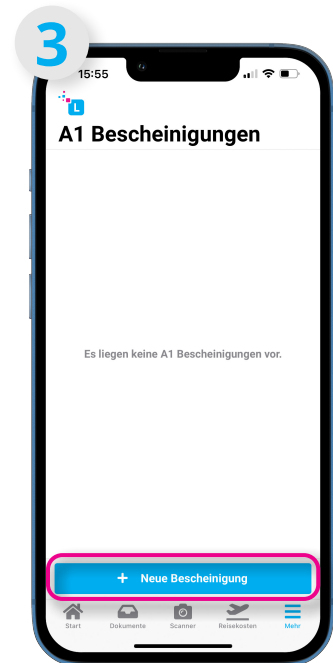 3
15:55
L
A1 Bescheinigungen
Es liegen keine A1 Bescheinigungen vor.
+ Neue Bescheinigung
Start Dokumente Scanner Reisekosten Mehr